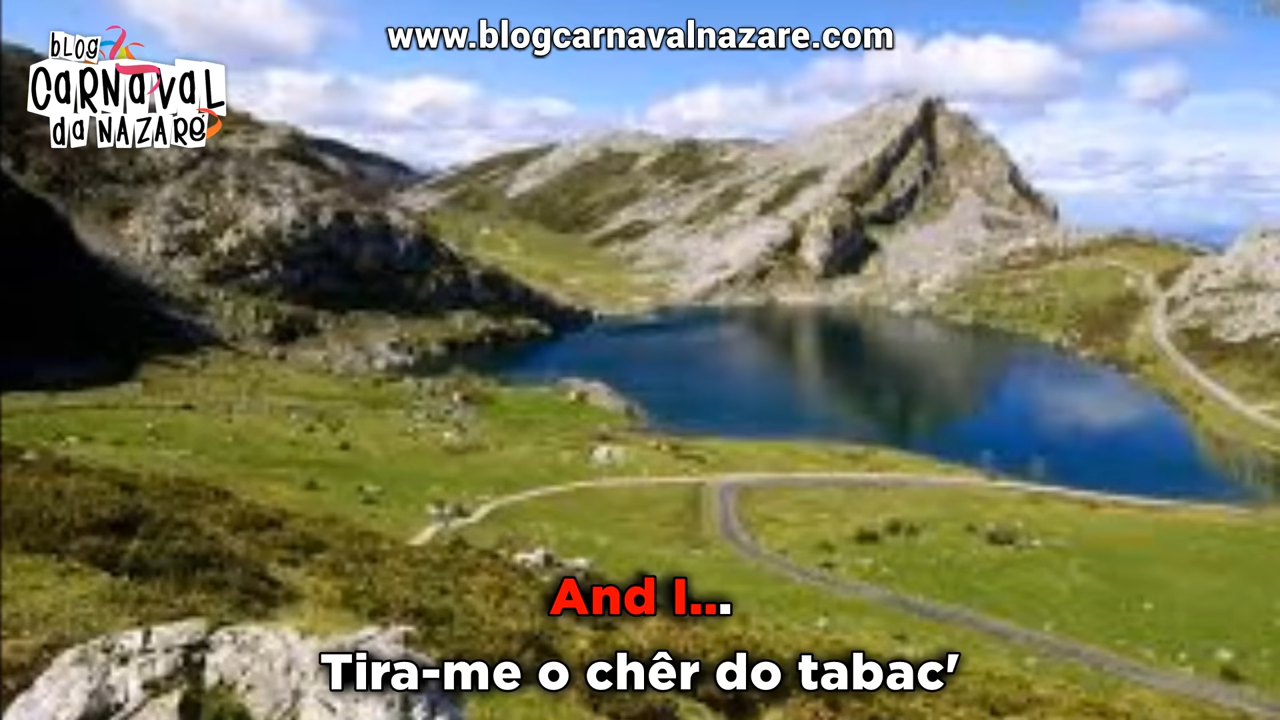 www.blogcarnavalnazare.com
BLOG
CARNAVAL
da NAZARÉ
And I...
Tira-me o chêr do tabac'